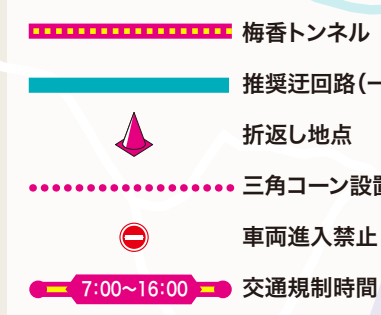 梅香トンネル
推奨迂回路(一
折返し地点
三角コーン設置
車両進入禁止
7:00~16:00 交通規制時間